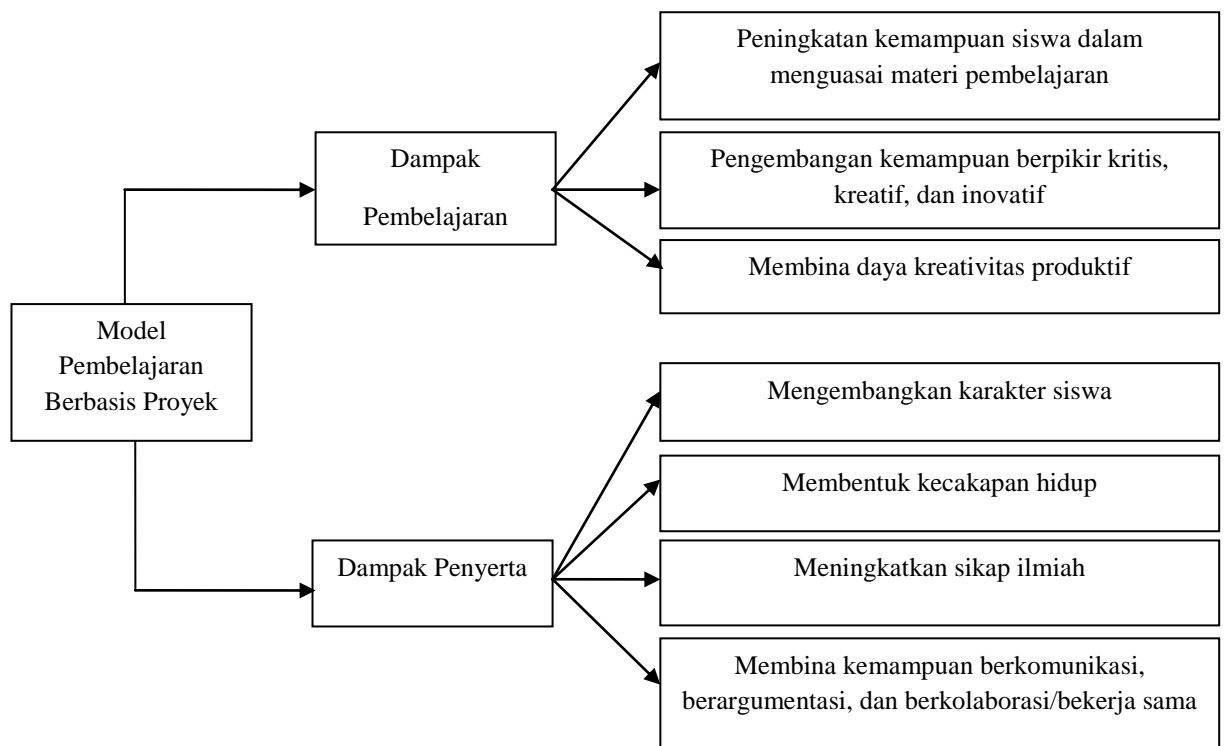 Peningkatan kemampuan siswa dalam
menguasai materi pembelajaran
Dampak
Pembelajaran
Pengembangan kemampuan berpikir kritis,
kreatif, dan inovatif
Membina daya kreativitas produktif
Model
Pembelajaran
Berbasis Proyek
Mengembangkan karakter siswa
Membentuk kecakapan hidup
Dampak Penyerta
Meningkatkan sikap ilmiah
Membina kemampuan berkomunikasi,
berargumentasi, dan berkolaborasi/bekerja sama